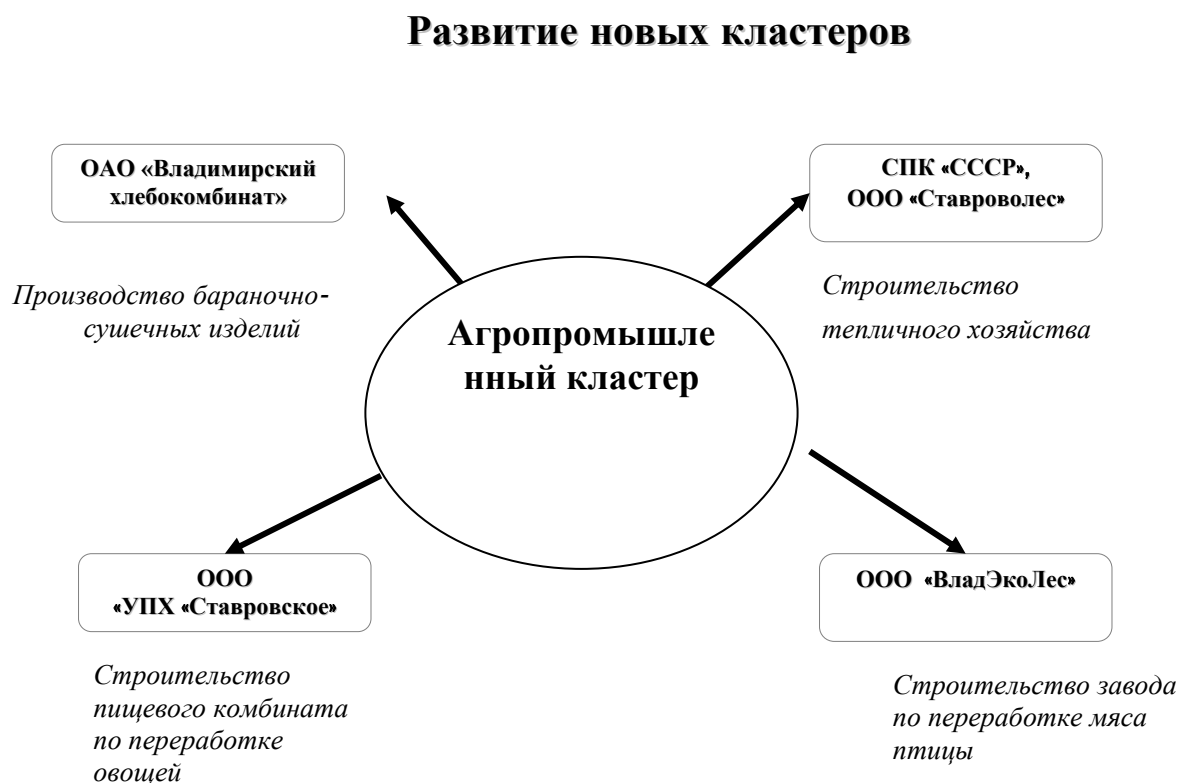 Развитие новых кластеров
ОАО «Владимирский
хлебокомбинат»
СПК «СССР»,
ООО «Ставроволес»
Производство бараночно-
сушечных изделий
Строительство
тепличного хозяйства
Агропромышле
нный кластер
ООО
«УПХ «Ставровское»
ООО «ВладЭкоЛес»
Строительство
пищевого комбината
по переработке
овощей
Строительство завода
по переработке мяса
птицы